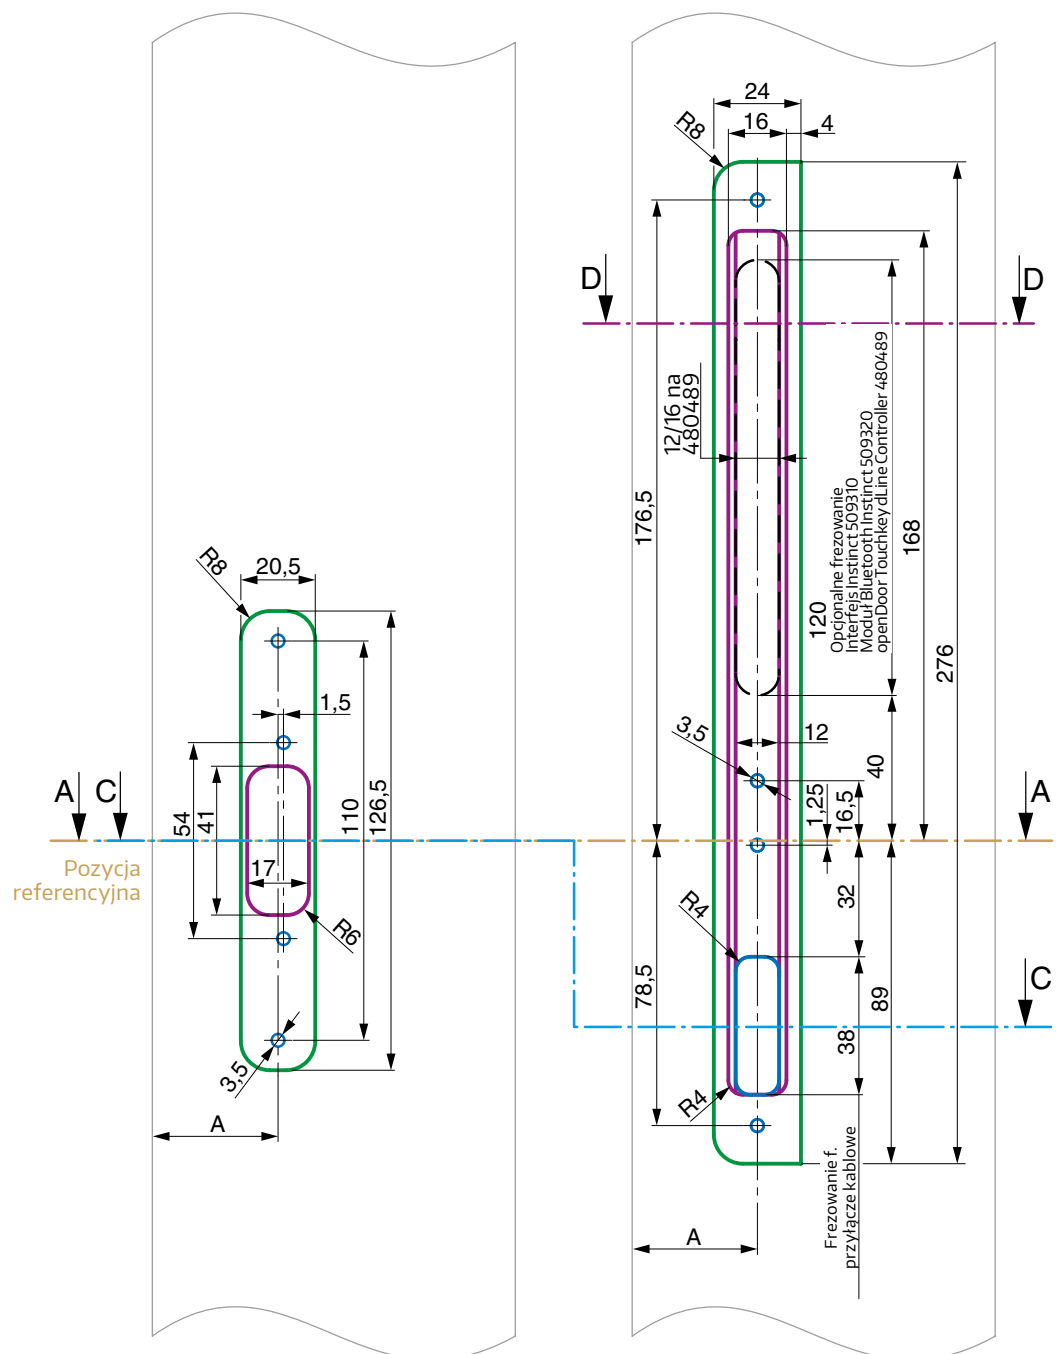 24
16
4
R8
D
D
12/16 na
480489
176,5
120
Opcjonalne frezowanie
Interfejs Instinct 509310
Moduł Bluetooth Instinct 509320
openDoor Touchkey dLine Controller 480489
168
276
R8
20,5
1,5
54
41
110
126,5
17
R6
3,5
A
A
C
Pozycja
referencyjna
3,5
12
40
1,25
16,5
A
32
R4
78,5
89
C
38
R4
Frezowanie f.
przyłącze kablowe
A